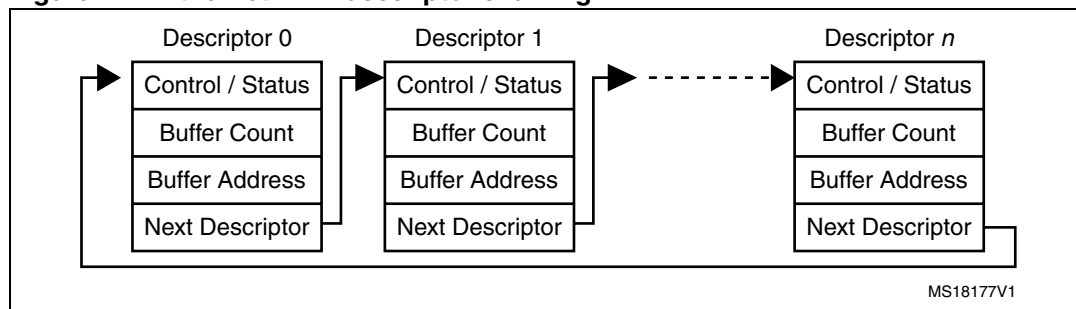 Descriptor 0 Descriptor 1 Descriptor n
Control / Status Control / Status Control / Status
Buffer Count Buffer Count Buffer Count
Buffer Address Buffer Address Buffer Address
Next Descriptor Next Descriptor Next Descriptor
MS18177V1